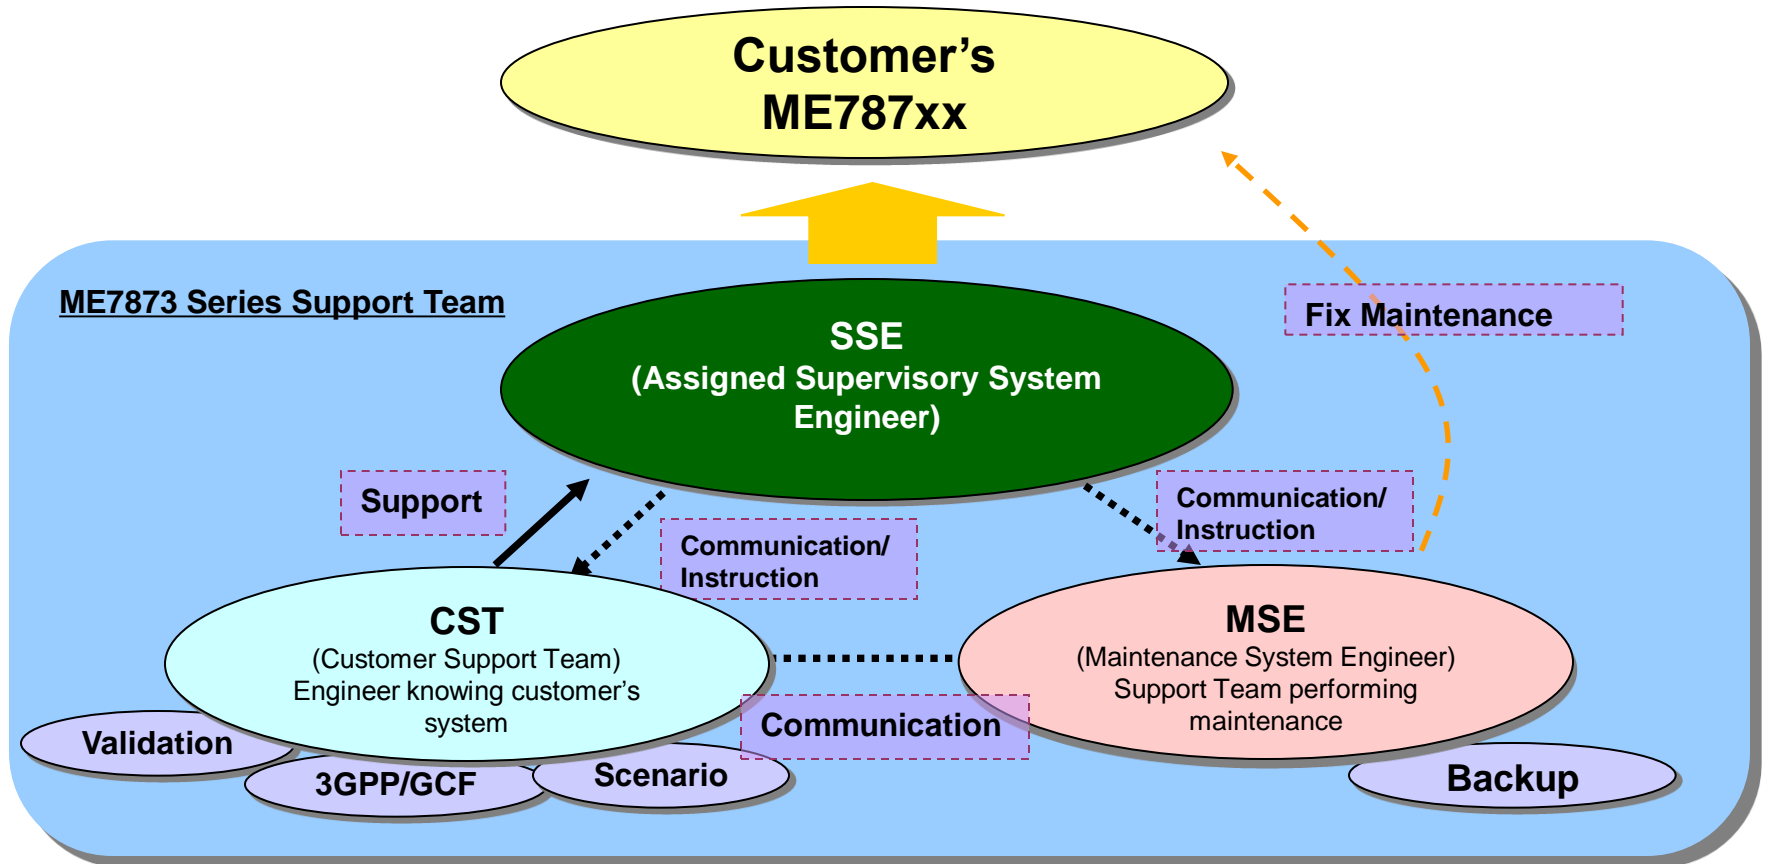 Customer’s
ME787xx
ME7873 Series Support Team
Fix Maintenance
SSE
(Assigned Supervisory System
Engineer)
Support
Communication/
Instruction
Communication/
Instruction
CST
(Customer Support Team)
Engineer knowing customer’s
system
MSE
(Maintenance System Engineer)
Support Team performing
maintenance
Communication
Validation
3GPP/GCF
Scenario
Backup